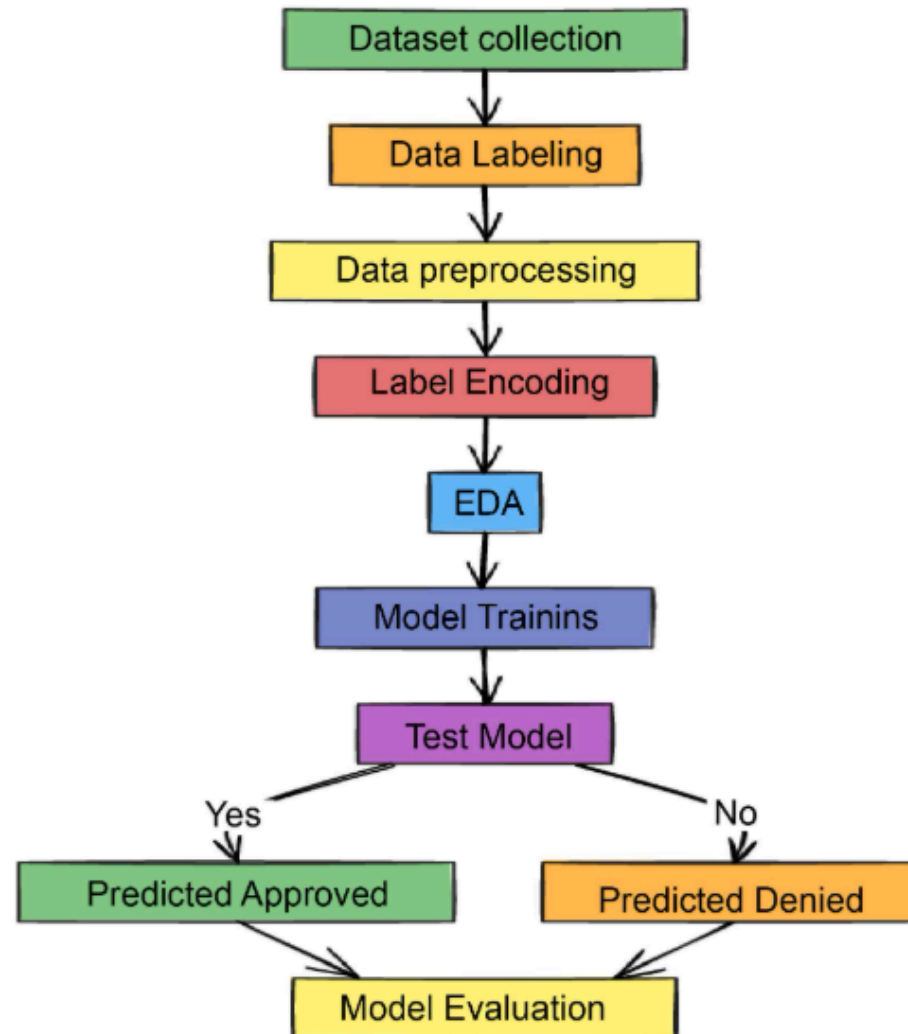 Dataset collection
Data Labeling
Data preprocessing
Label Encoding
EDA
Model Trainins
Test Model
Yes
No
Predicted Approved
Predicted Denied
Model Evaluation